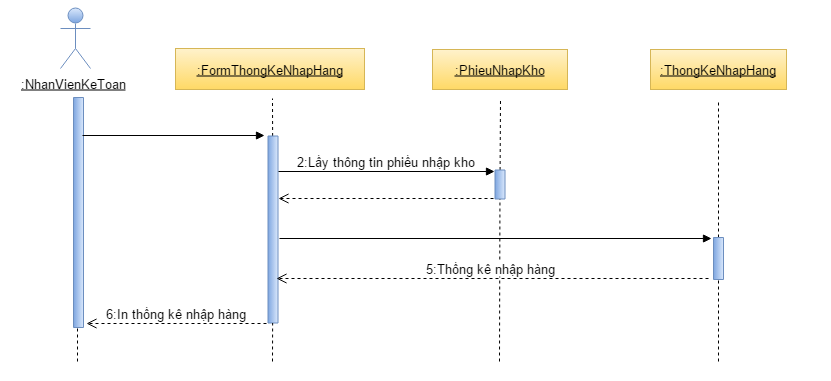 :NhanVienKeToan
:FormThongKeNhapHang
:PhieuNhapKho
:ThongKeNhapHang
2:Lấy thông tin phiếu nhập kho
5:Thống kê nhập hàng
6:In thống kê nhập hàng